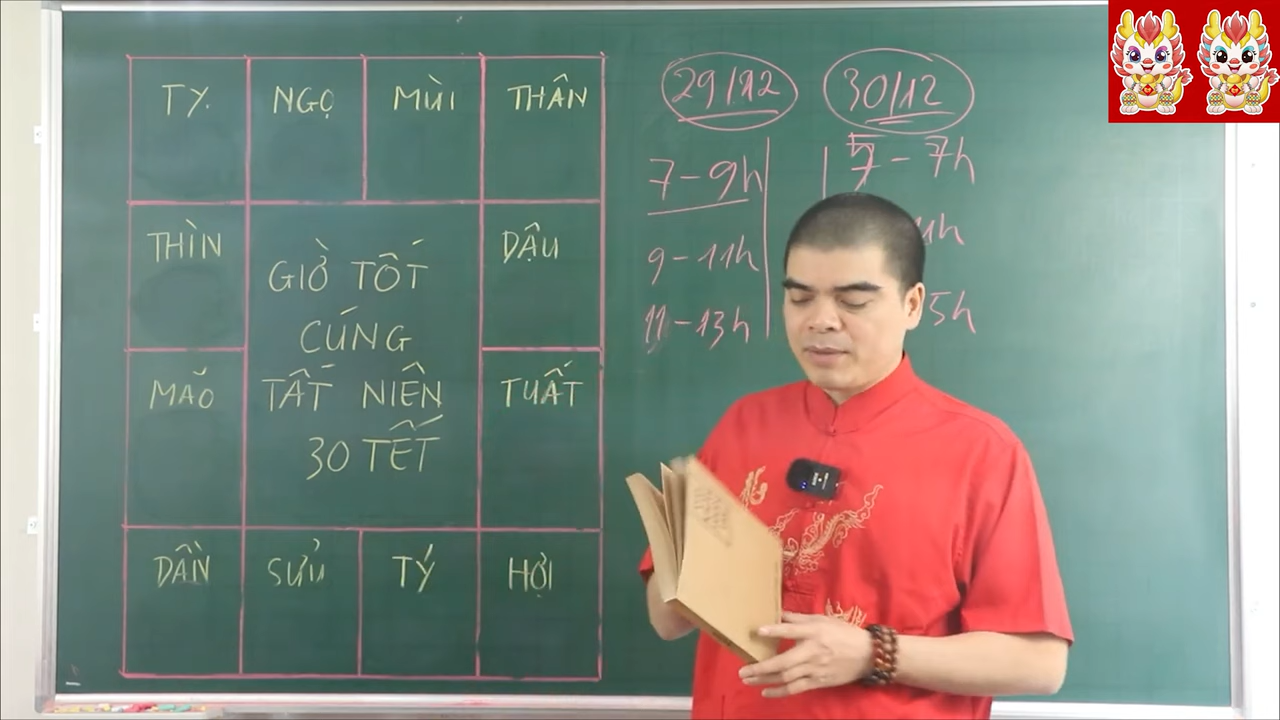 TỴ
NGỌ
MÙI
THÂN
THÌN
DẬU
GIỜ TỐT
CÚNG
TẤT NIÊN
30 TẾT
MÃO
TUẤT
DẦN
SỬU
TÝ
HỢI
29/12
7-9h
9-11h
11-13h
30/12
5-7h
5h